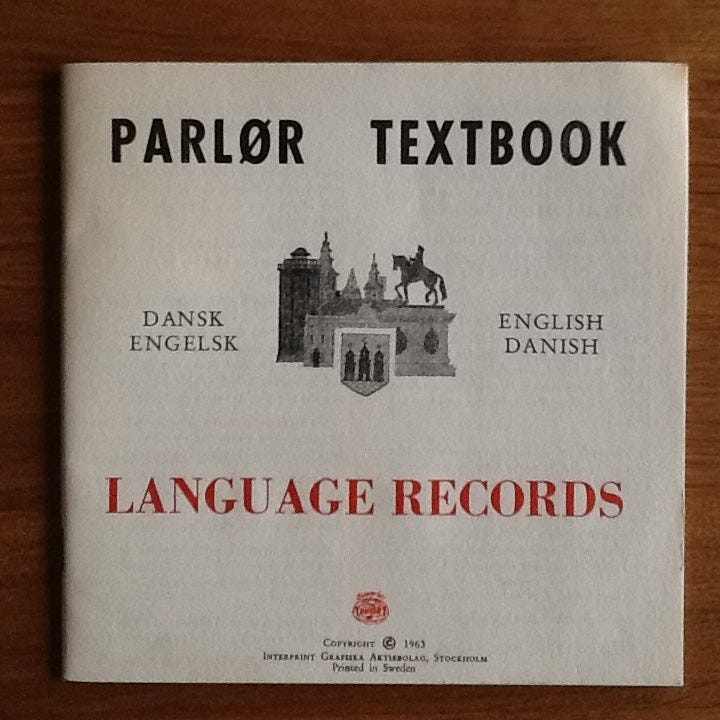 PARLØR TEXTBOOK
DANSK
ENGELSK
ENGLISH
DANISH
LANGUAGE RECORDS
COPYRIGHT © 1963
INTERPRINT GRAFISKA AKTIEBOLAG, STOCKHOLM
Printed in Sweden